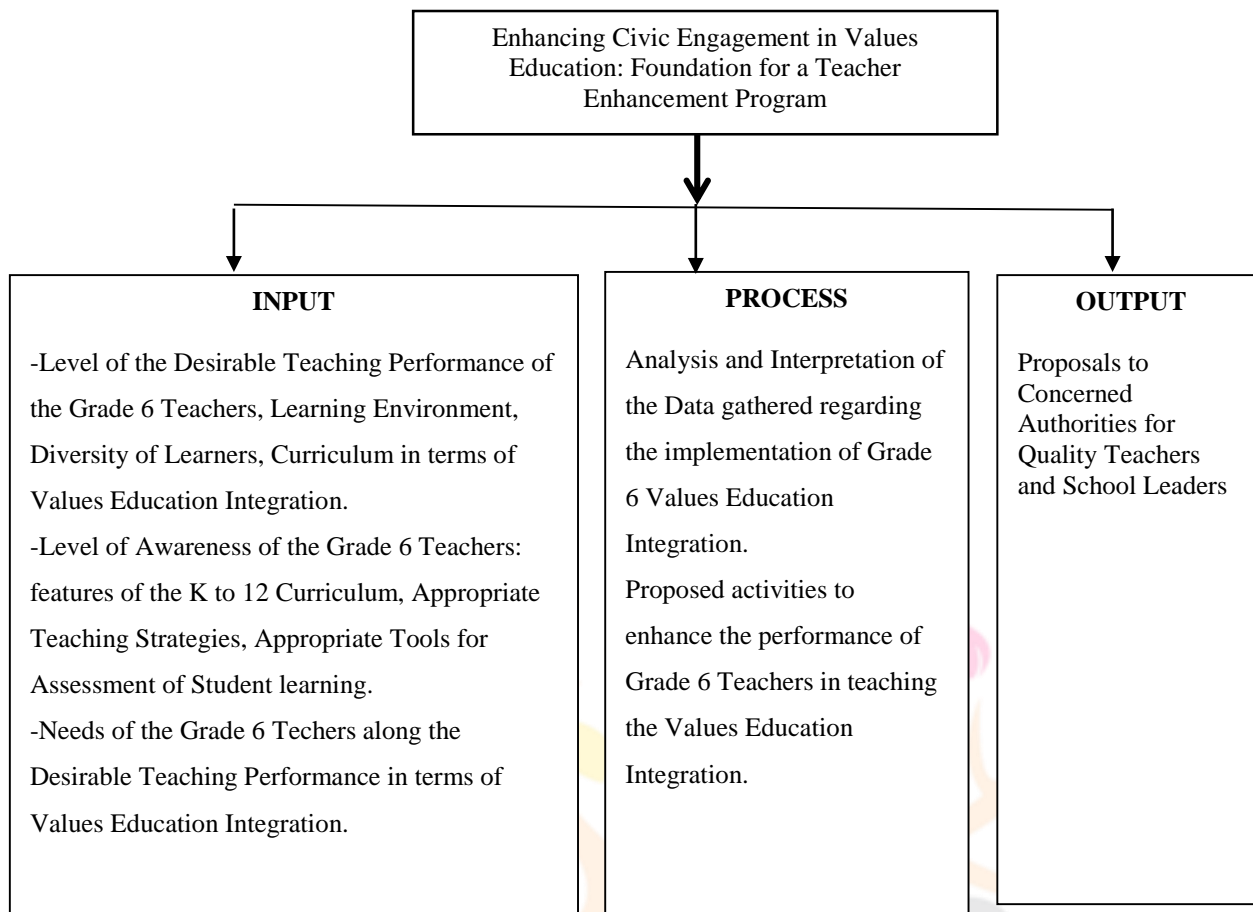 Enhancing Civic Engagement in Values
Education: Foundation for a Teacher
Enhancement Program
INPUT
-Level of the Desirable Teaching Performance of
the Grade 6 Teachers, Learning Environment,
Diversity of Learners, Curriculum in terms of
Values Education Integration.
-Level of Awareness of the Grade 6 Teachers:
features of the K to 12 Curriculum, Appropriate
Teaching Strategies, Appropriate Tools for
Assessment of Student learning.
-Needs of the Grade 6 Techers along the
Desirable Teaching Performance in terms of
Values Education Integration.
PROCESS
Analysis and Interpretation of
the Data gathered regarding
the implementation of Grade
6 Values Education
Integration.
Proposed activities to
enhance the performance of
Grade 6 Teachers in teaching
the Values Education
Integration.
OUTPUT
Proposals to
Concerned
Authorities for
Quality Teachers
and School Leaders